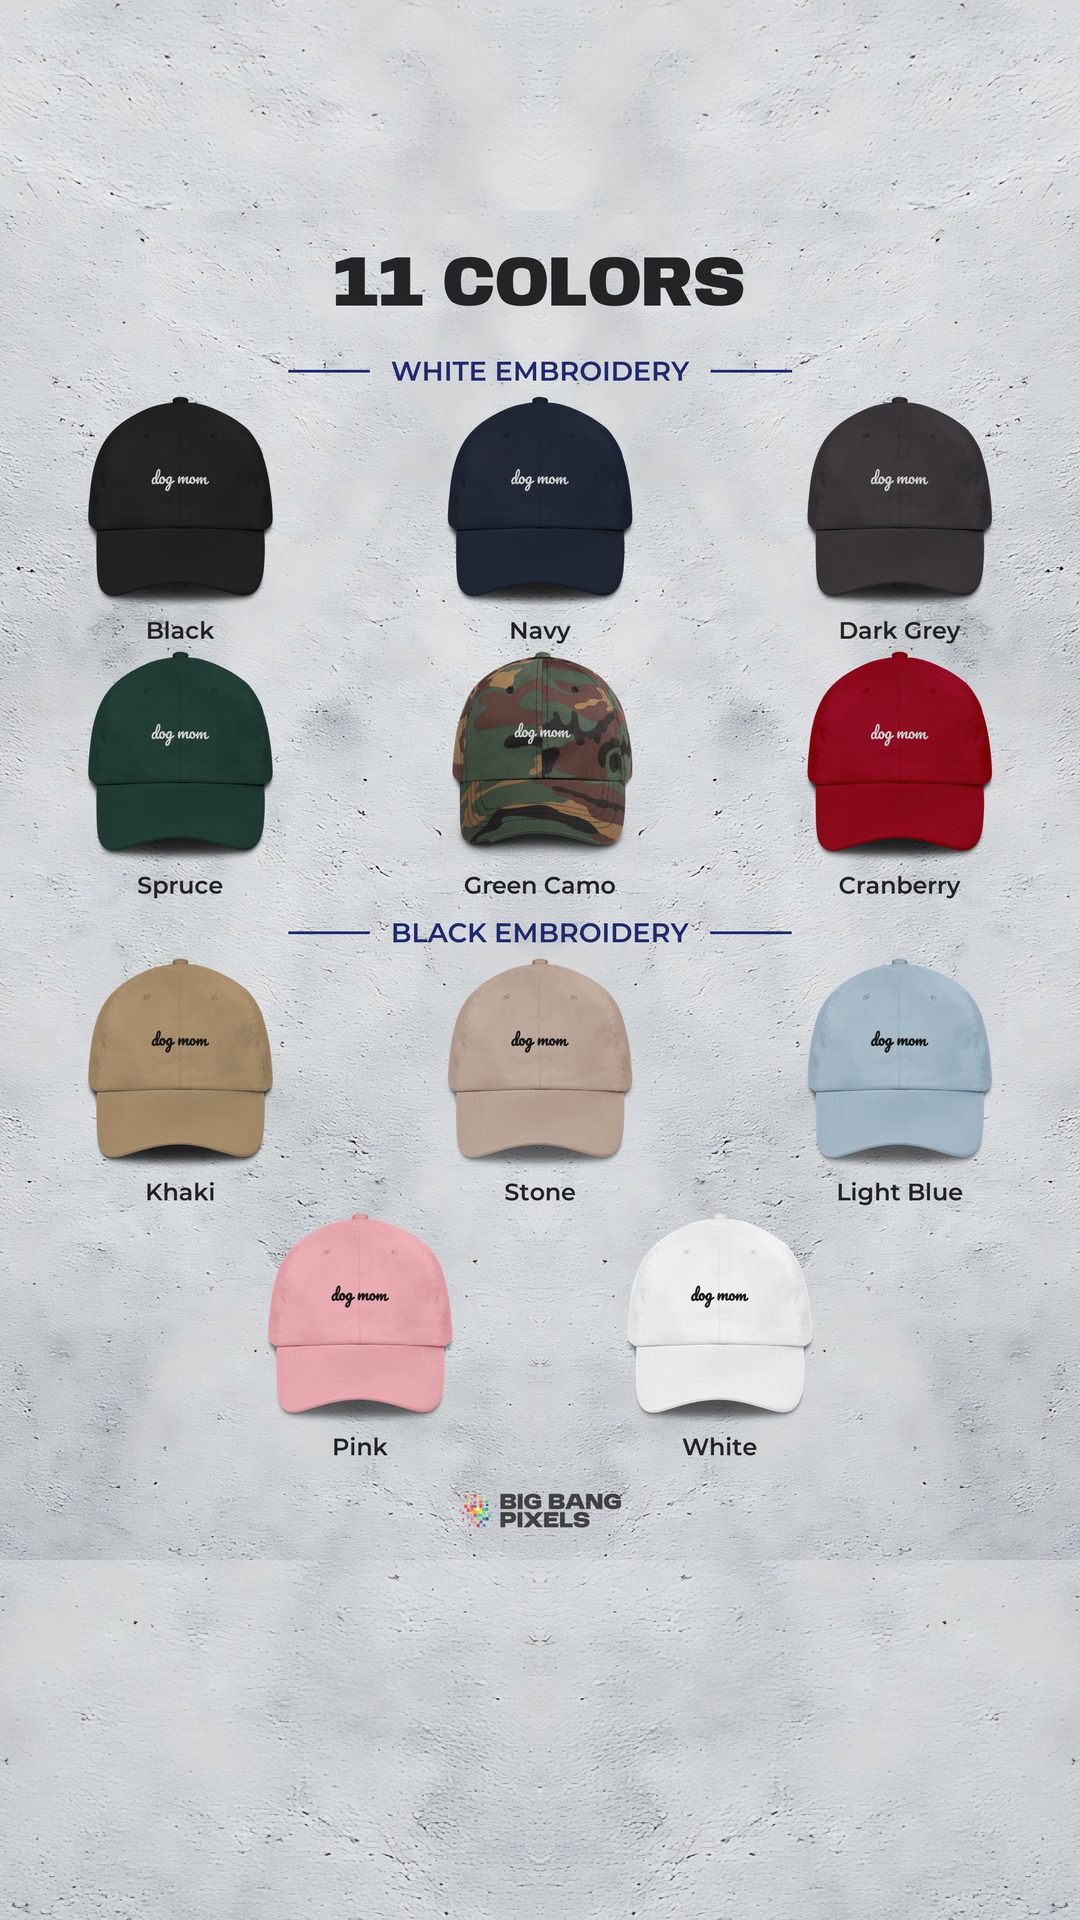 11 COLORS
WHITE EMBROIDERY
dog mom
dog mom
dog mom
Black
Navy
Dark Grey
dog mom
dog mom
dog mom
Spruce
Green Camo
Cranberry
BLACK EMBROIDERY
dog mom
dog mom
dog mom
Khaki
Stone
Light Blue
dog mom
dog mom
Pink
White
BIG BANG
PIXELS